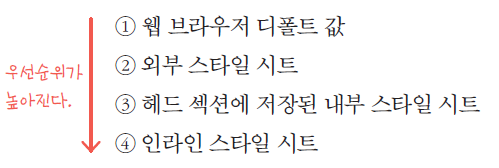 ① 웹 브라우저 디폴트 값
② 외부 스타일 시트
③ 헤드 섹션에 저장된 내부 스타일 시트
④ 인라인 스타일 시트
우선순위가
높아진다.